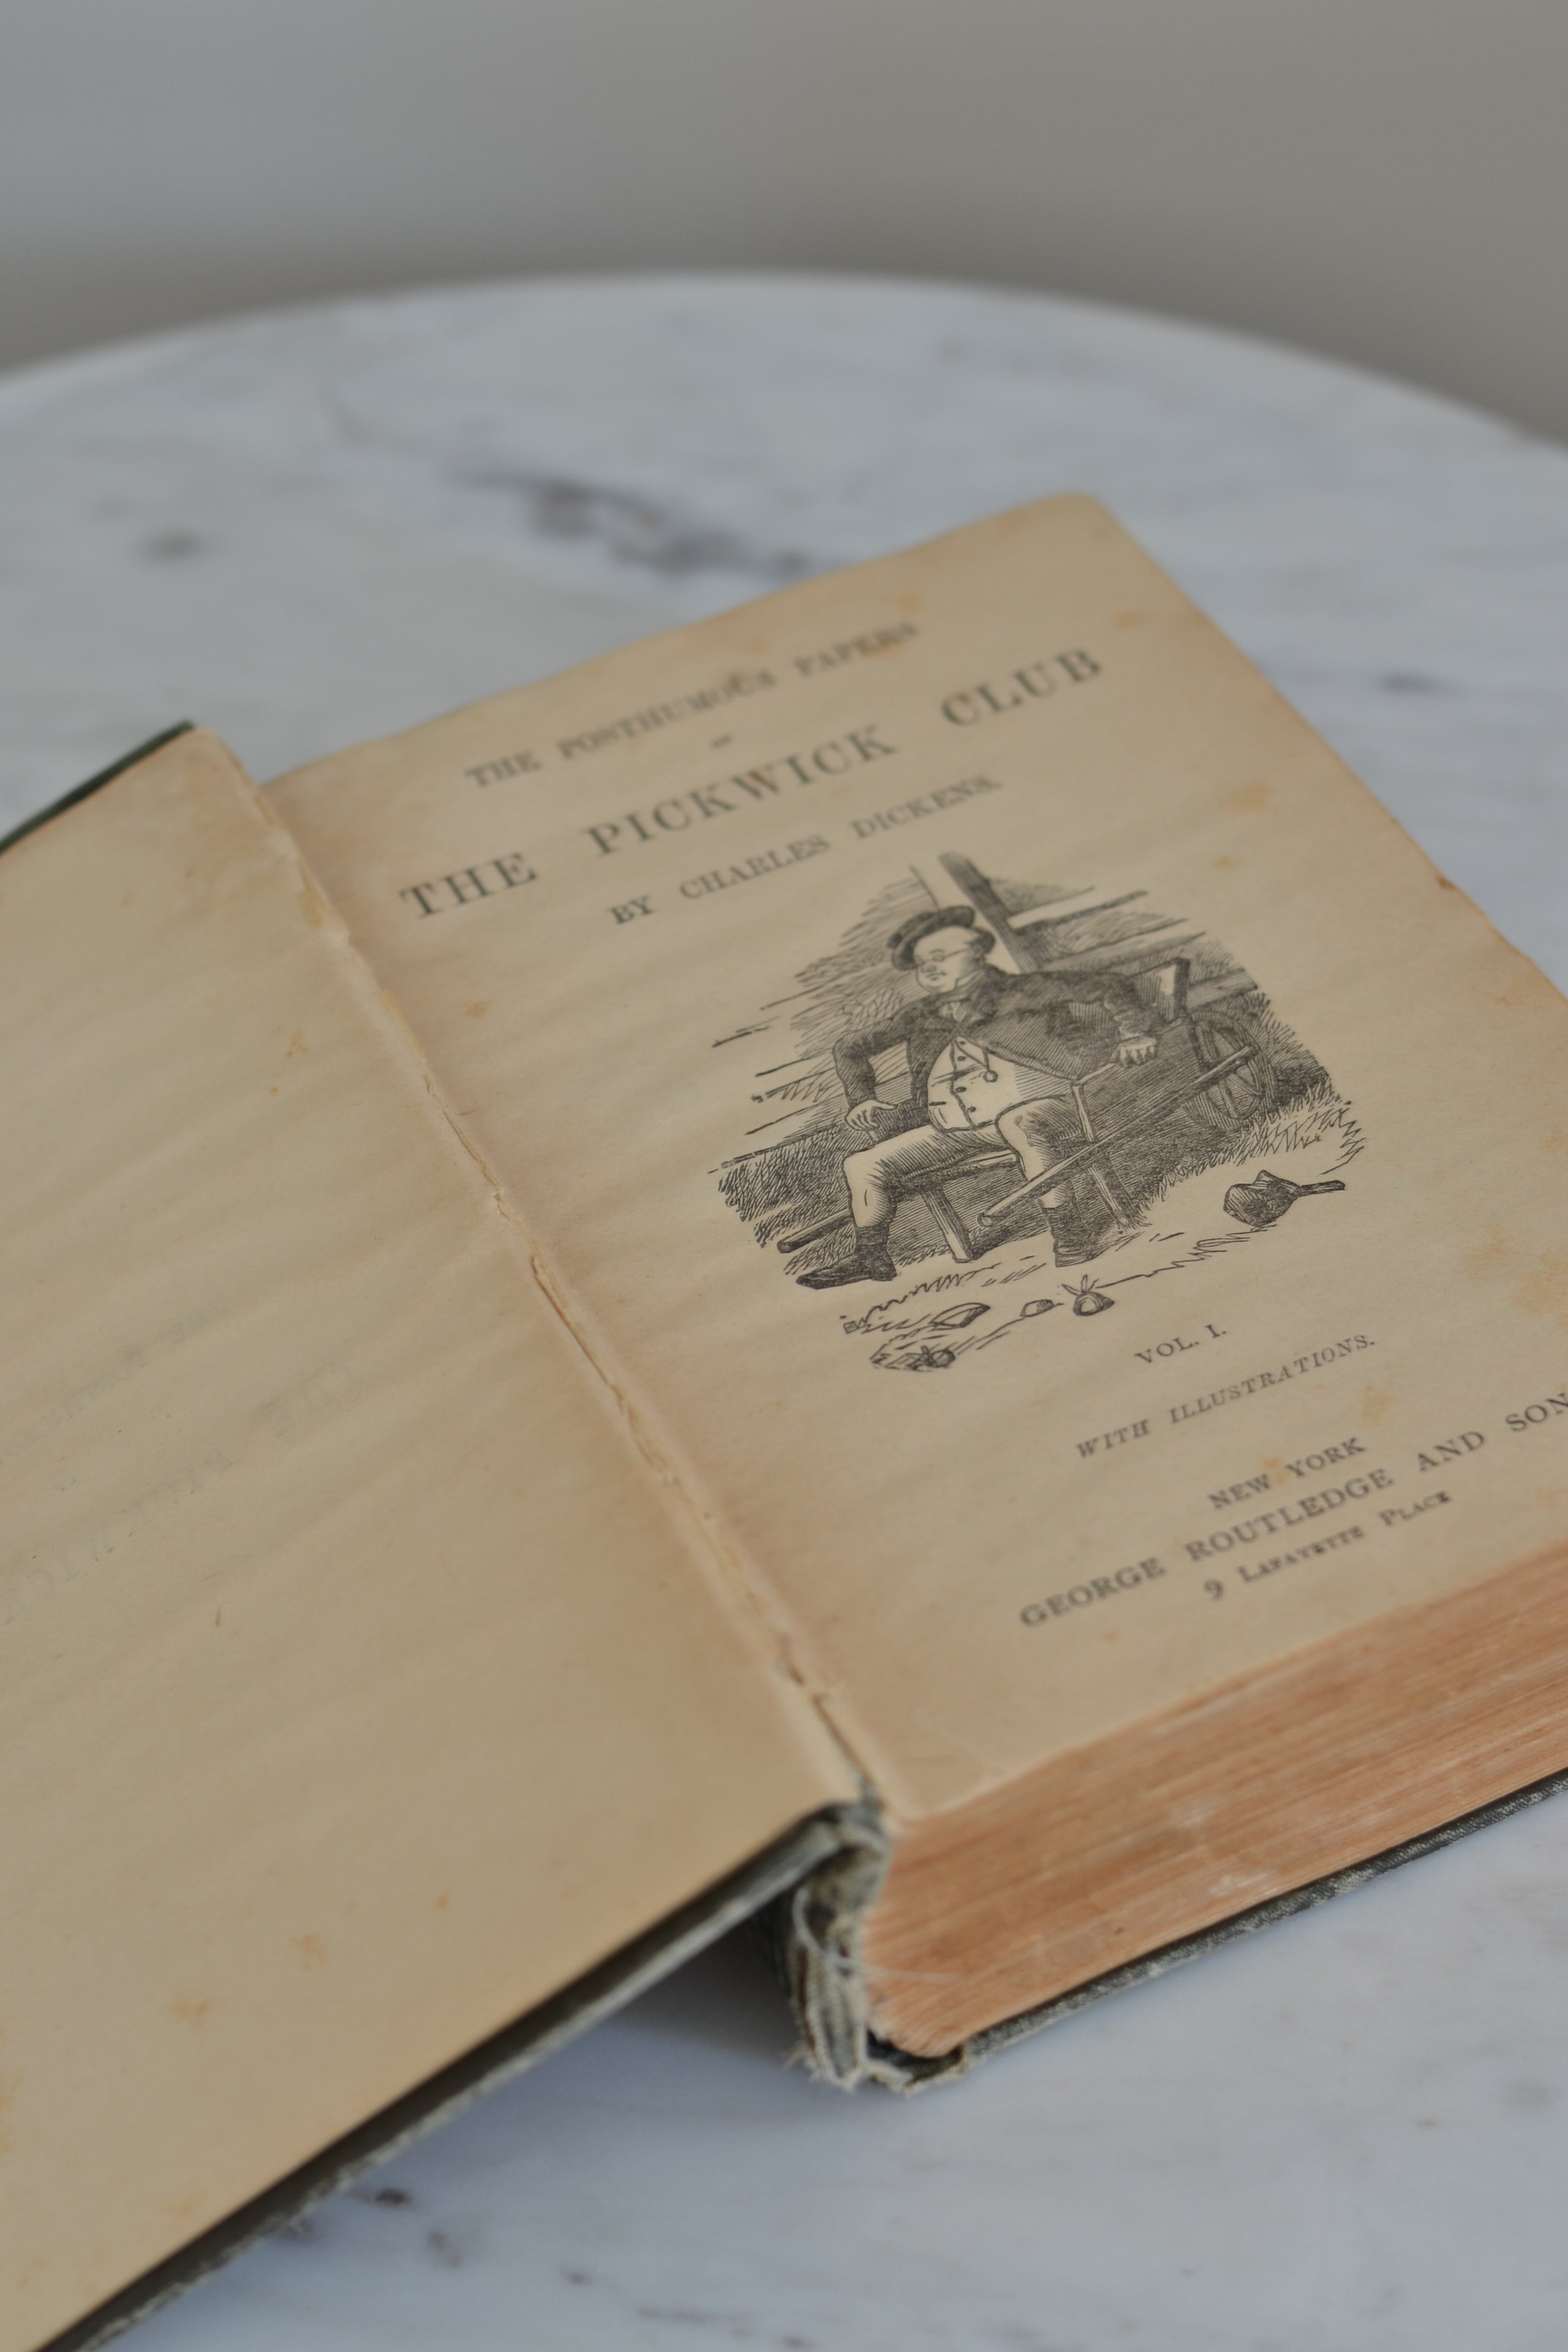 THE POSTHUMOUS PAPERS
OF
THE PICKWICK CLUB
BY CHARLES DICKENS.
VOL. I.
WITH ILLUSTRATIONS.
NEW YORK
GEORGE ROUTLEDGE AND SON
9 LAFAYETTE PLACE